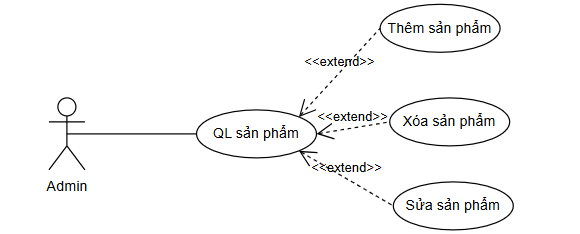 Thêm sản phẩm
<<extend>>
<<extend>>
Xóa sản phẩm
QL sản phẩm
<<extend>>
Admin
Sửa sản phẩm